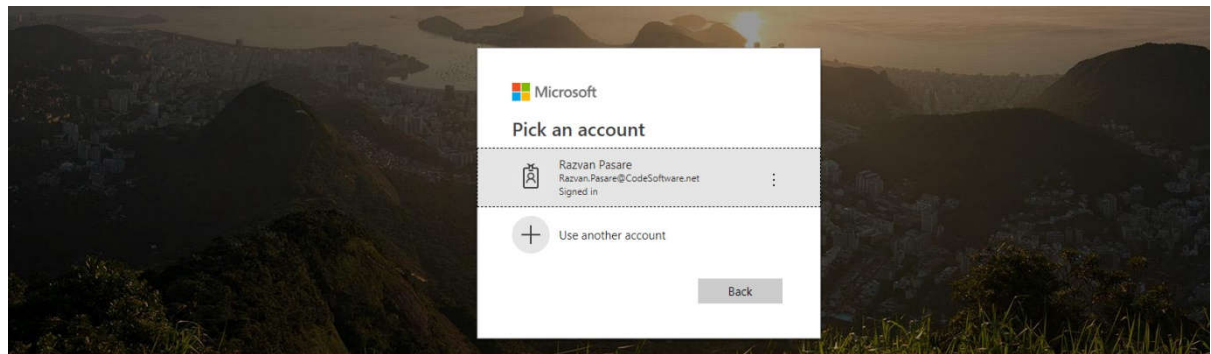 Microsoft
Pick an account
Razvan Pasare
Razvan.Pasare@CodeSoftware.net
Signed in
Use another account
Back